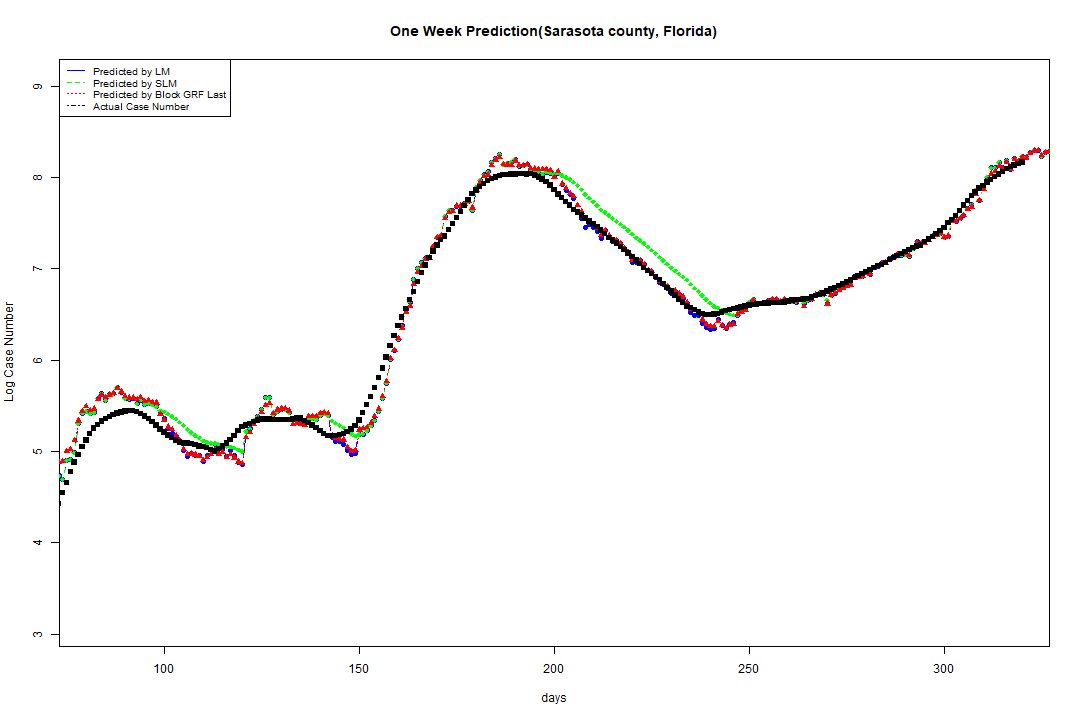 One Week Prediction(Sarasota county, Florida)
Predicted by LM
Predicted by SLM
Predicted by Block GRF Last
Actual Case Number
9
8
7
6
5
4
3
Log Case Number
100 150 200 250 300
days